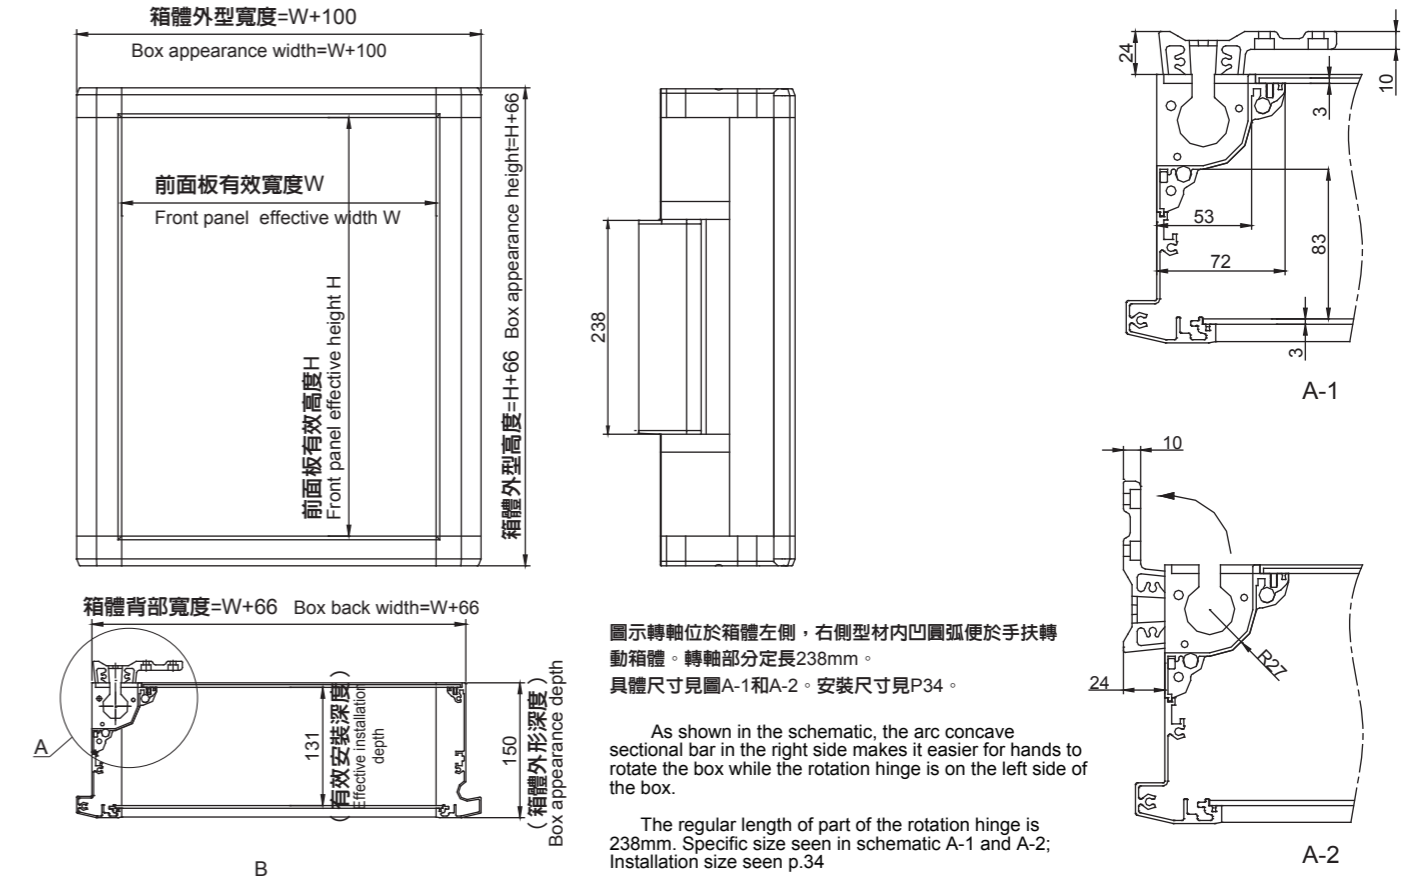 箱體外型寬度=W+100
Box appearance width=W+100
前面板有效寬度W
Front panel effective width W
前面板有效高度H
Front panel effective height H
箱體外型高度=H+66 Box appearance height=H+66
238
24
10
3
53
72
83
3
A-1
箱體背部寬度=W+66 Box back width=W+66
A
131
(有效安裝深度)
Effective installation
depth
150
(箱體外形深度)
Box appearance depth
B
圖示轉軸位於箱體左側，右側型材内凹圓弧便於手扶轉
動箱體。轉軸部分定長238mm。
具體尺寸見圖A-1和A-2。安裝尺寸見P34。
As shown in the schematic, the arc concave
sectional bar in the right side makes it easier for hands to
rotate the box while the rotation hinge is on the left side of
the box.
The regular length of part of the rotation hinge is
238mm. Specific size seen in schematic A-1 and A-2;
Installation size seen p.34
10
24
R27
A-2